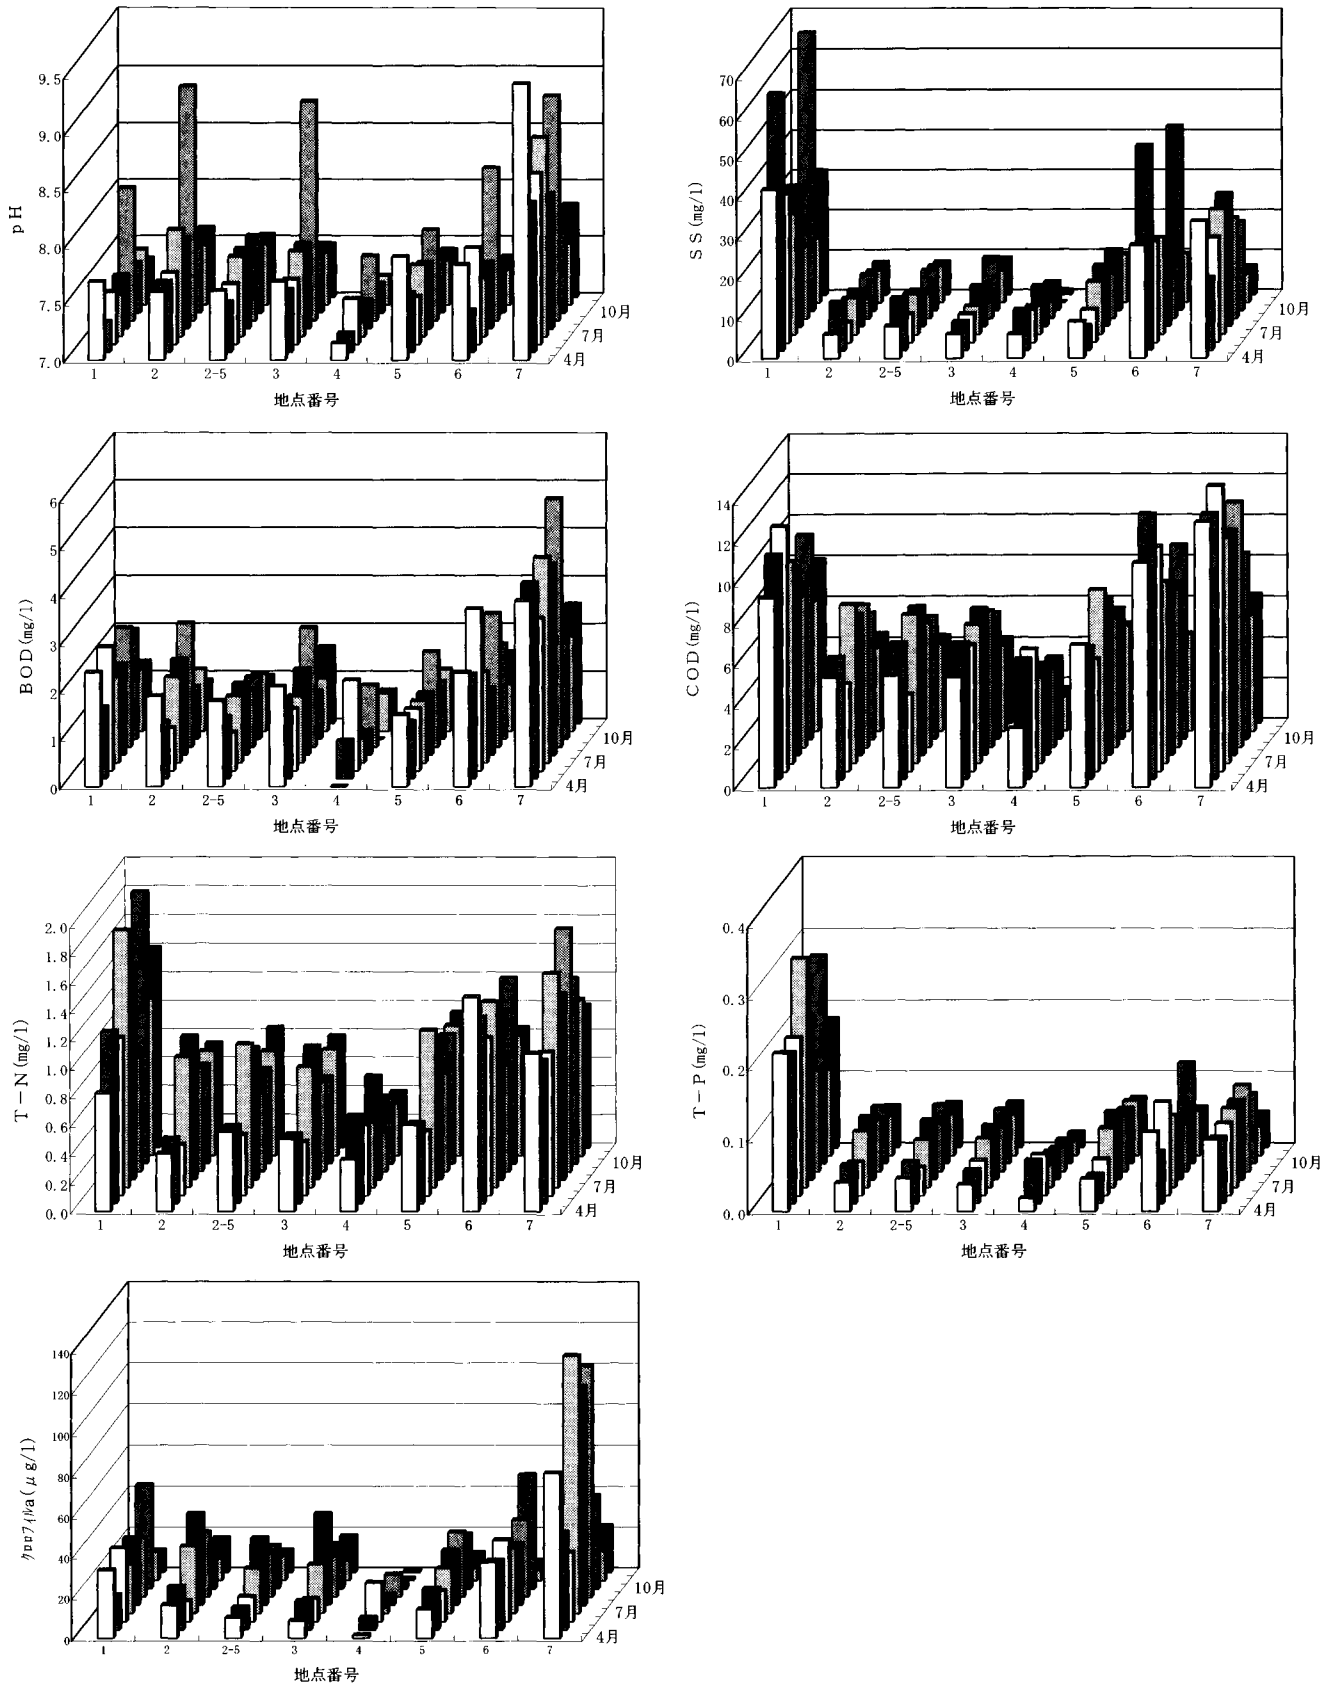 pH
9.5
9.0
8.5
8.0
7.5
7.0
1 2 2-5 3 4 5 6 7
地点番号
4月
7月
10月
SS(mg/l)
70
60
50
40
30
20
10
0
1 2 2-5 3 4 5 6 7
地点番号
4月
7月
10月
BOD(mg/l)
6
5
4
3
2
1
0
1 2 2-5 3 4 5 6 7
地点番号
4月
7月
10月
COD(mg/l)
14
12
10
8
6
4
2
0
1 2 2-5 3 4 5 6 7
地点番号
4月
7月
10月
T-N(mg/l)
2.0
1.8
1.6
1.4
1.2
1.0
0.8
0.6
0.4
0.2
0.0
1 2 2-5 3 4 5 6 7
地点番号
4月
7月
10月
T-P(mg/l)
0.4
0.3
0.2
0.1
0.0
1 2 2-5 3 4 5 6 7
地点番号
4月
7月
10月
クロロフィルa(μg/l)
140
120
100
80
60
40
20
0
1 2 2-5 3 4 5 6 7
地点番号
4月
7月
10月